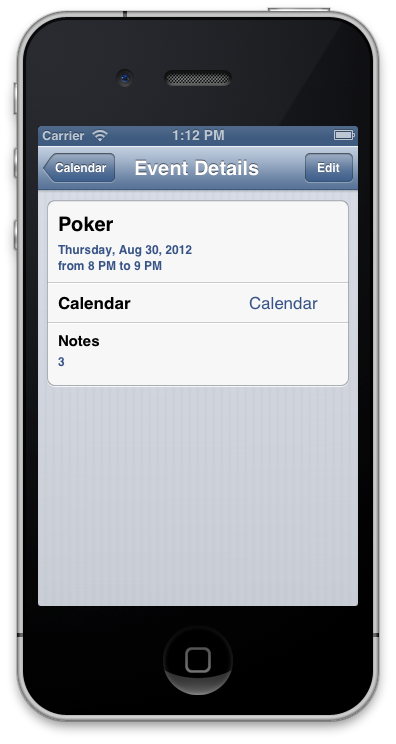 Carrier 1:12 PM
Calendar Event Details Edit
Poker
Thursday, Aug 30, 2012
from 8 PM to 9 PM
Calendar Calendar
Notes
3